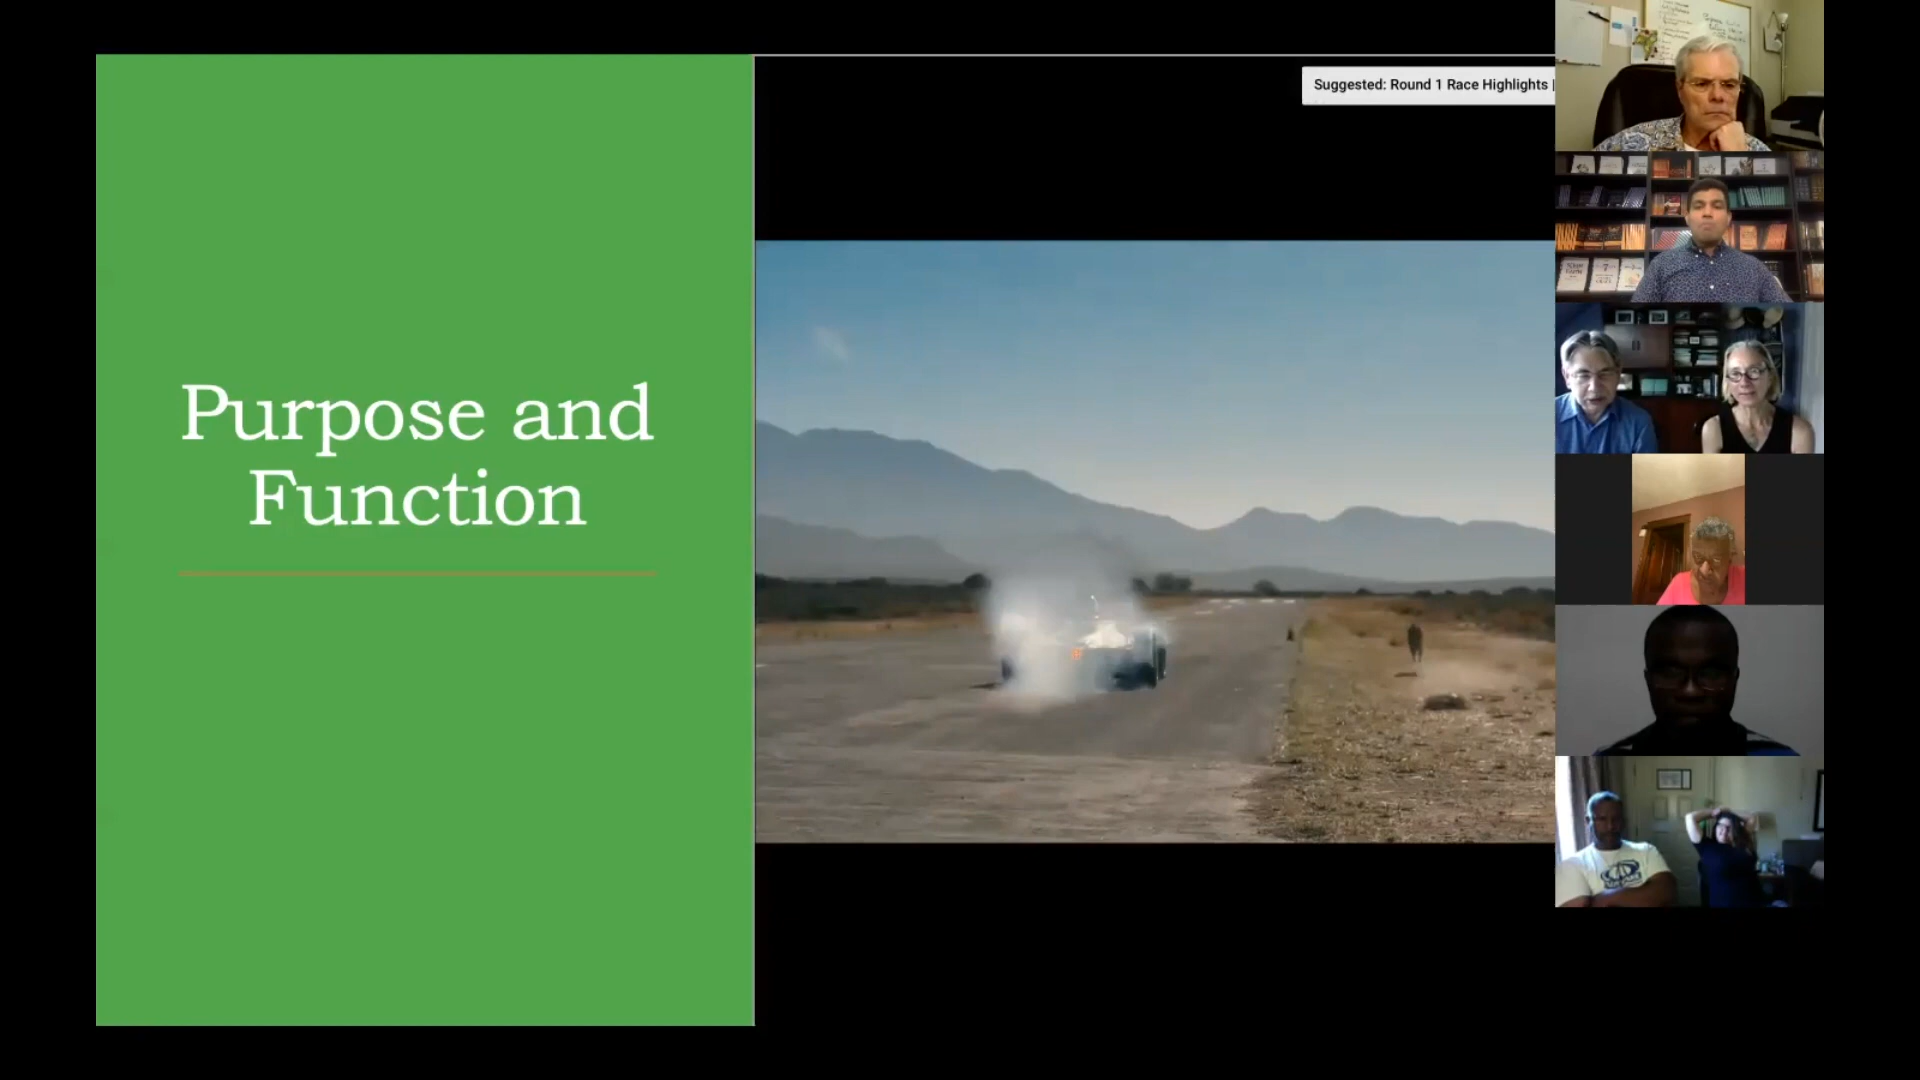 Suggested: Round 1 Race Highlights |
Purpose and
Function